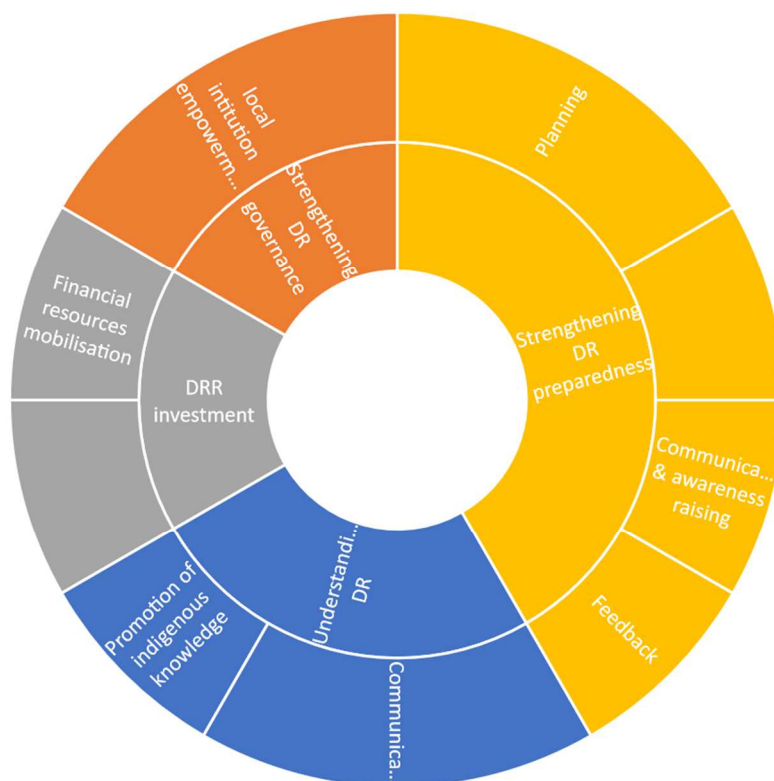 Planning
Strengthening
DR
preparedness
Communica...
& awareness
raising
Feedback
Communica...
Understandi...
DR
Promotion of
indigenous
knowledge
DRR
investment
Financial
resources
mobilisation
local
intitution
empowerm...
Strengthening
DR
governance